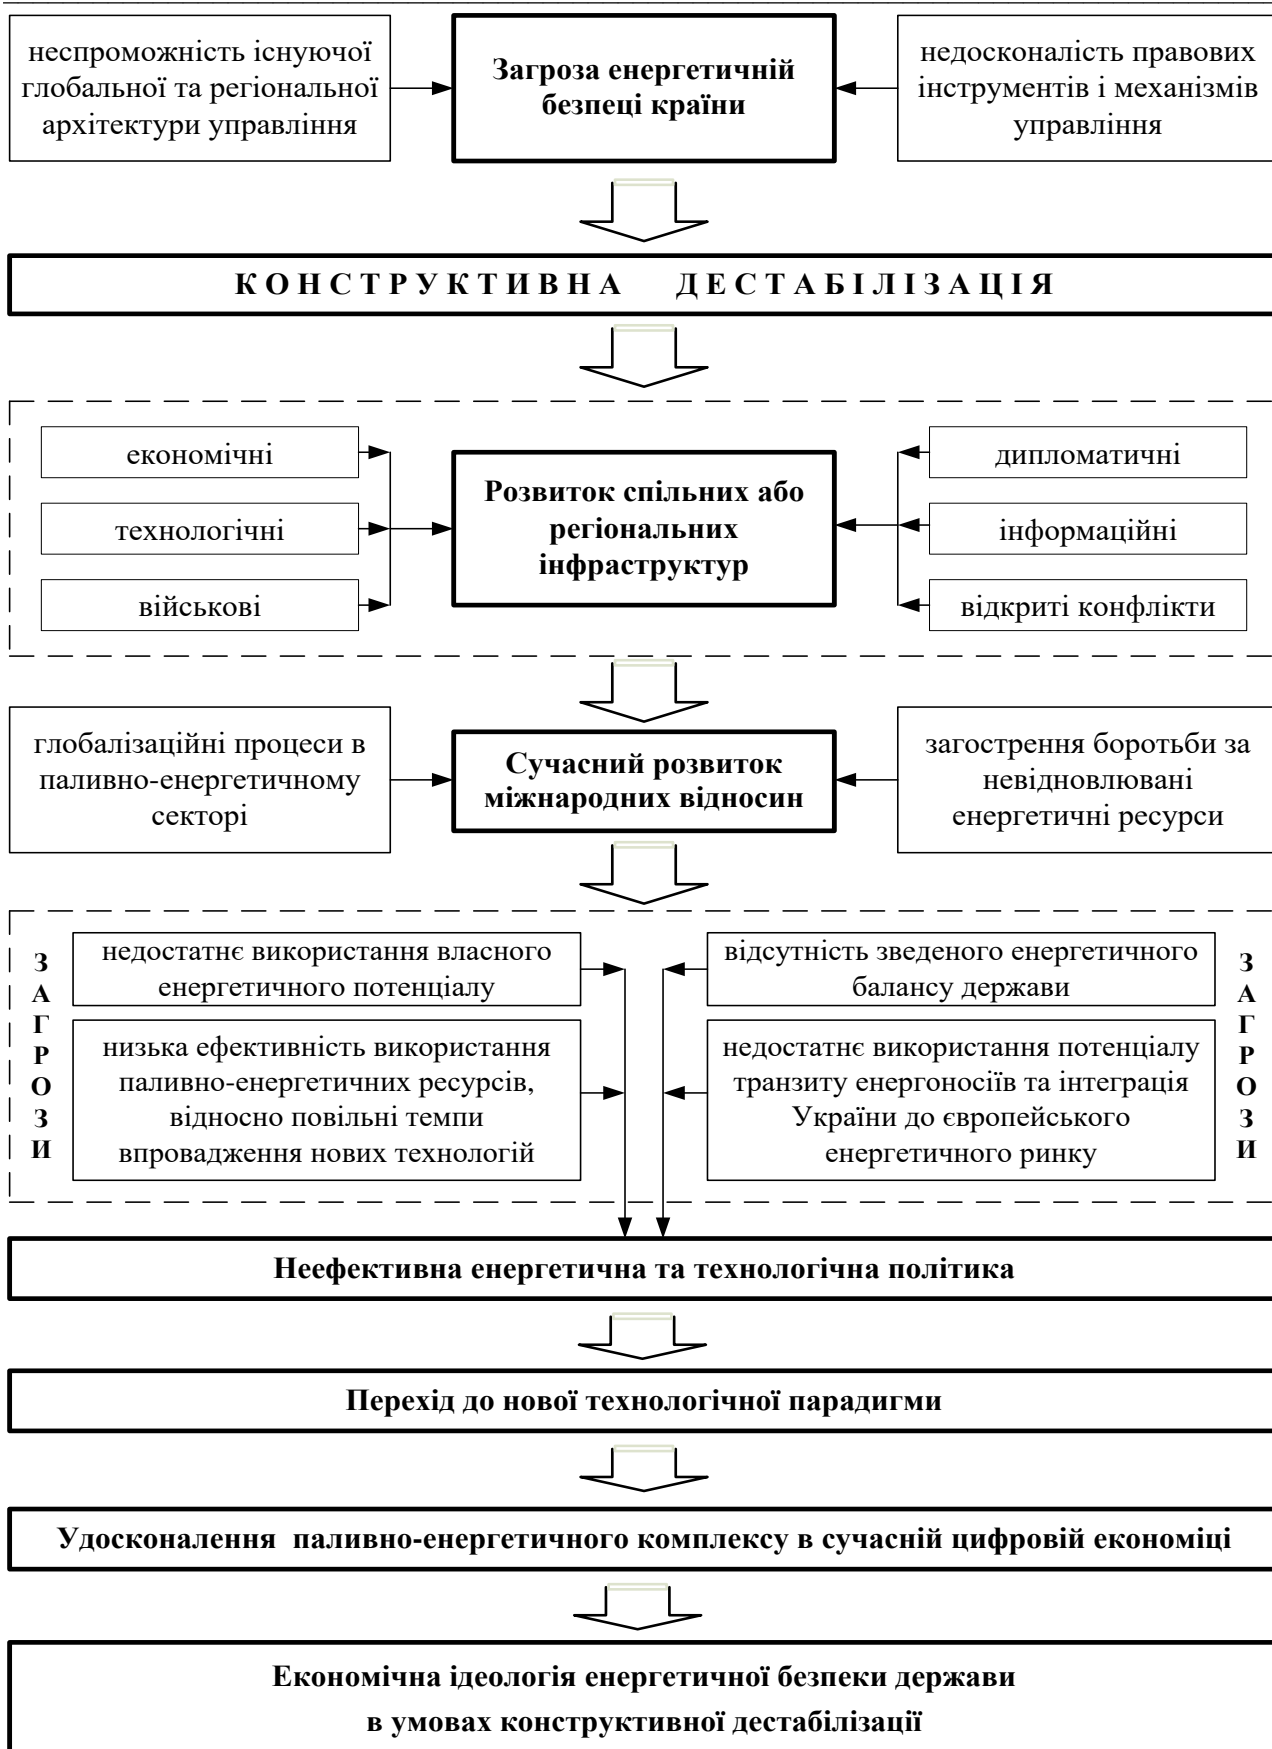 неспроможність існуючої
глобальної та регіональної
архітектури управління
Загроза енергетичній
безпеці країни
недосконалість правових
інструментів і механізмів
управління
КОНСТРУКТИВНА ДЕСТАБІЛІЗАЦІЯ
економічні
технологічні
військові
Розвиток спільних або
регіональних
інфраструктур
дипломатичні
інформаційні
відкриті конфлікти
глобалізаційні процеси в
паливно-енергетичному
секторі
Сучасний розвиток
міжнародних відносин
загострення боротьби за
невідновлювані
енергетичні ресурси
ЗАГРОЗИ
недостатнє використання власного
енергетичного потенціалу
низька ефективність використання
паливно-енергетичних ресурсів,
відносно повільні темпи
впровадження нових технологій
відсутність зведеного енергетичного
балансу держави
недостатнє використання потенціалу
транзиту енергоносіїв та інтеграція
України до європейського
енергетичного ринку
ЗАГРОЗИ
Неефективна енергетична та технологічна політика
Перехід до нової технологічної парадигми
Удосконалення паливно-енергетичного комплексу в сучасній цифровій економіці
Економічна ідеологія енергетичної безпеки держави
в умовах конструктивної дестабілізації